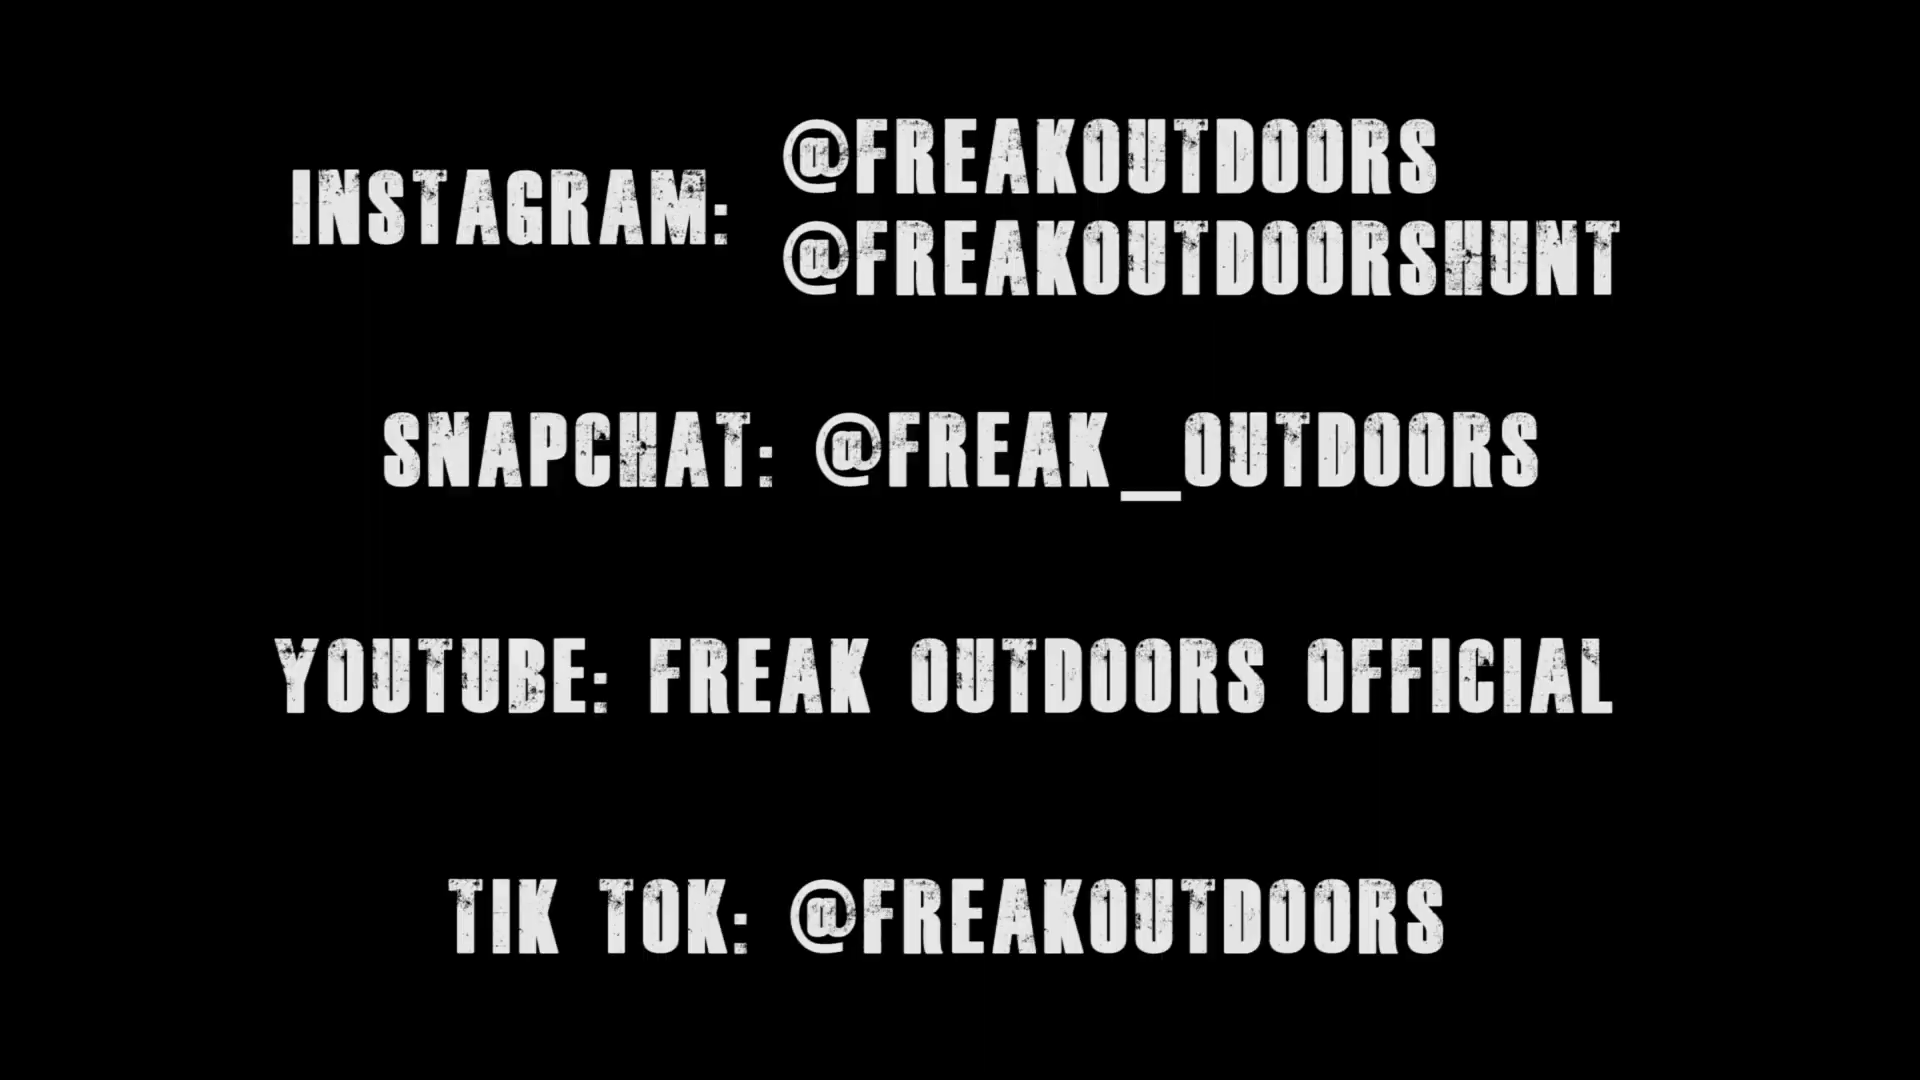 INSTAGRAM: @FREAKOUTDOORS
@FREAKOUTDOORSHUNT
SNAPCHAT: @FREAK_OUTDOORS
YOUTUBE: FREAK OUTDOORS OFFICIAL
TIK TOK: @FREAKOUTDOORS